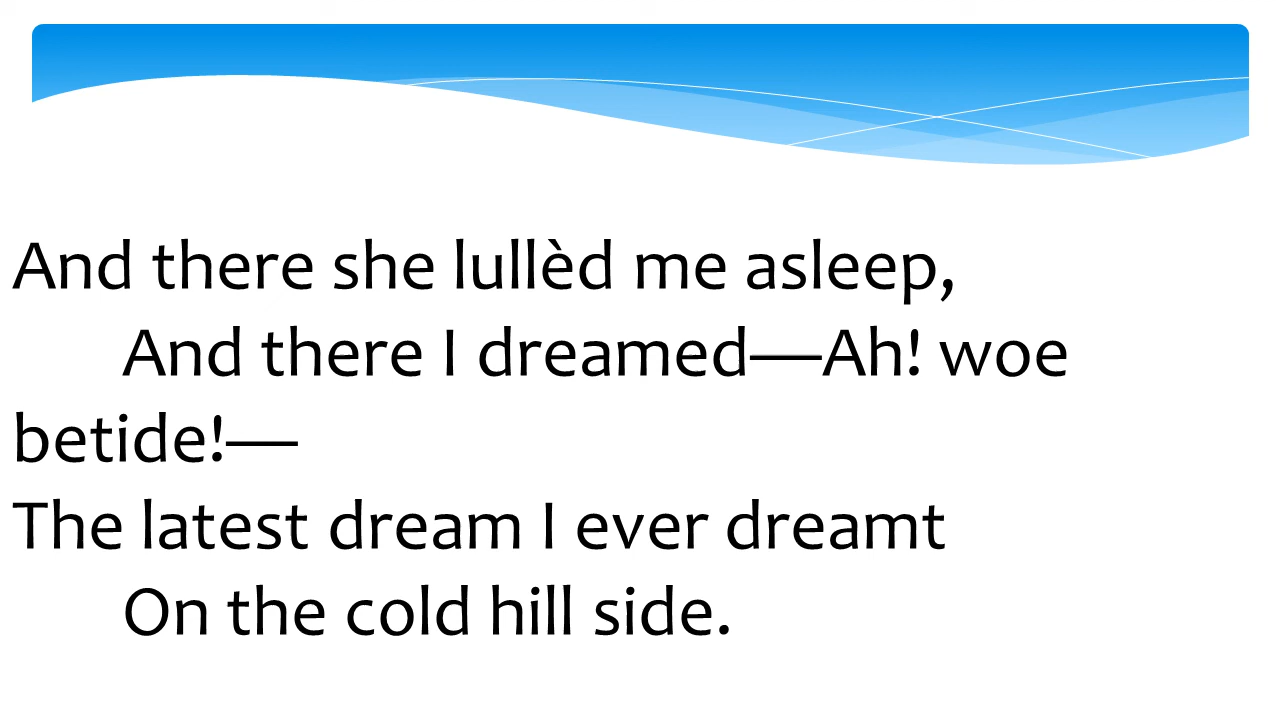 And there she lullèd me asleep,
And there I dreamed—Ah! woe
betide!—
The latest dream I ever dreamt
On the cold hill side.